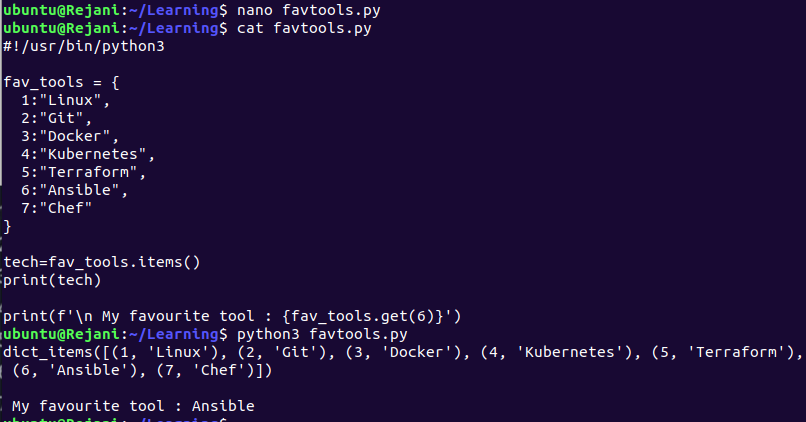 ubuntu@Rejani:~/Learning$ nano favtools.py
ubuntu@Rejani:~/Learning$ cat favtools.py
#!/usr/bin/python3

fav_tools = {
  1:"Linux",
  2:"Git",
  3:"Docker",
  4:"Kubernetes",
  5:"Terraform",
  6:"Ansible",
  7:"Chef"
}

tech=fav_tools.items()
print(tech)

print(f'\n My favourite tool : {fav_tools.get(6)}')
ubuntu@Rejani:~/Learning$ python3 favtools.py
dict_items([(1, 'Linux'), (2, 'Git'), (3, 'Docker'), (4, 'Kubernetes'), (5, 'Terraform'),
 (6, 'Ansible'), (7, 'Chef')])

 My favourite tool : Ansible
ubuntu@Rejani:~/Learning$